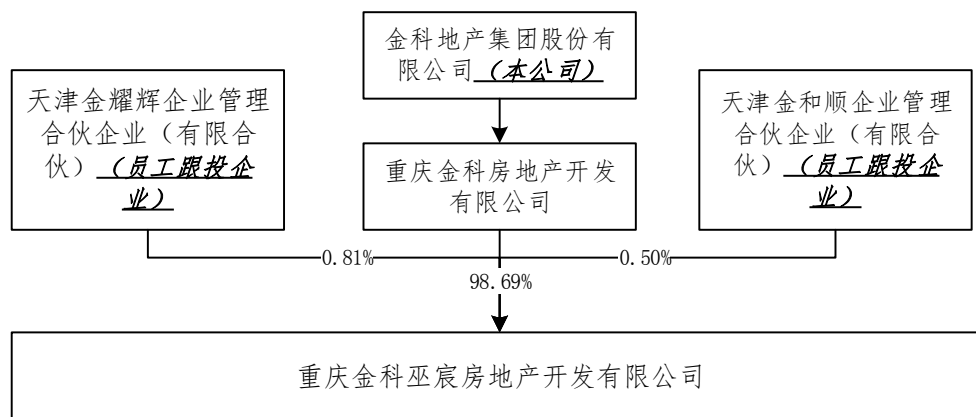 金科地产集团股份有
限公司（本公司）
天津金耀辉企业管理
合伙企业（有限合
伙）（员工跟投企
业）
重庆金科房地产开发
有限公司
天津金和顺企业管理
合伙企业（有限合
伙）（员工跟投企
业）
0.81%
0.50%
98.69%
重庆金科巫宸房地产开发有限公司